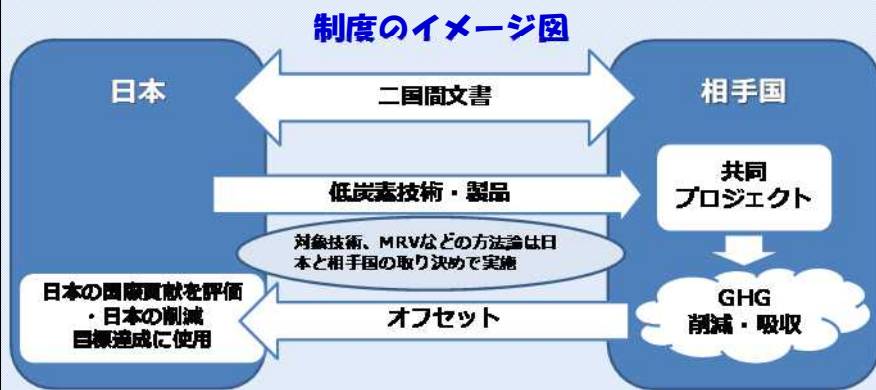 制度のイメージ図
日本
二国間文書
相手国
低炭素技術・製品
共同
プロジェクト
対象技術、MRVなどの方法論は日
本と相手国の取り決めで実施
日本の国際貢献を評価
・日本の削減
目標達成に使用
オフセット
GHG
削減・吸収